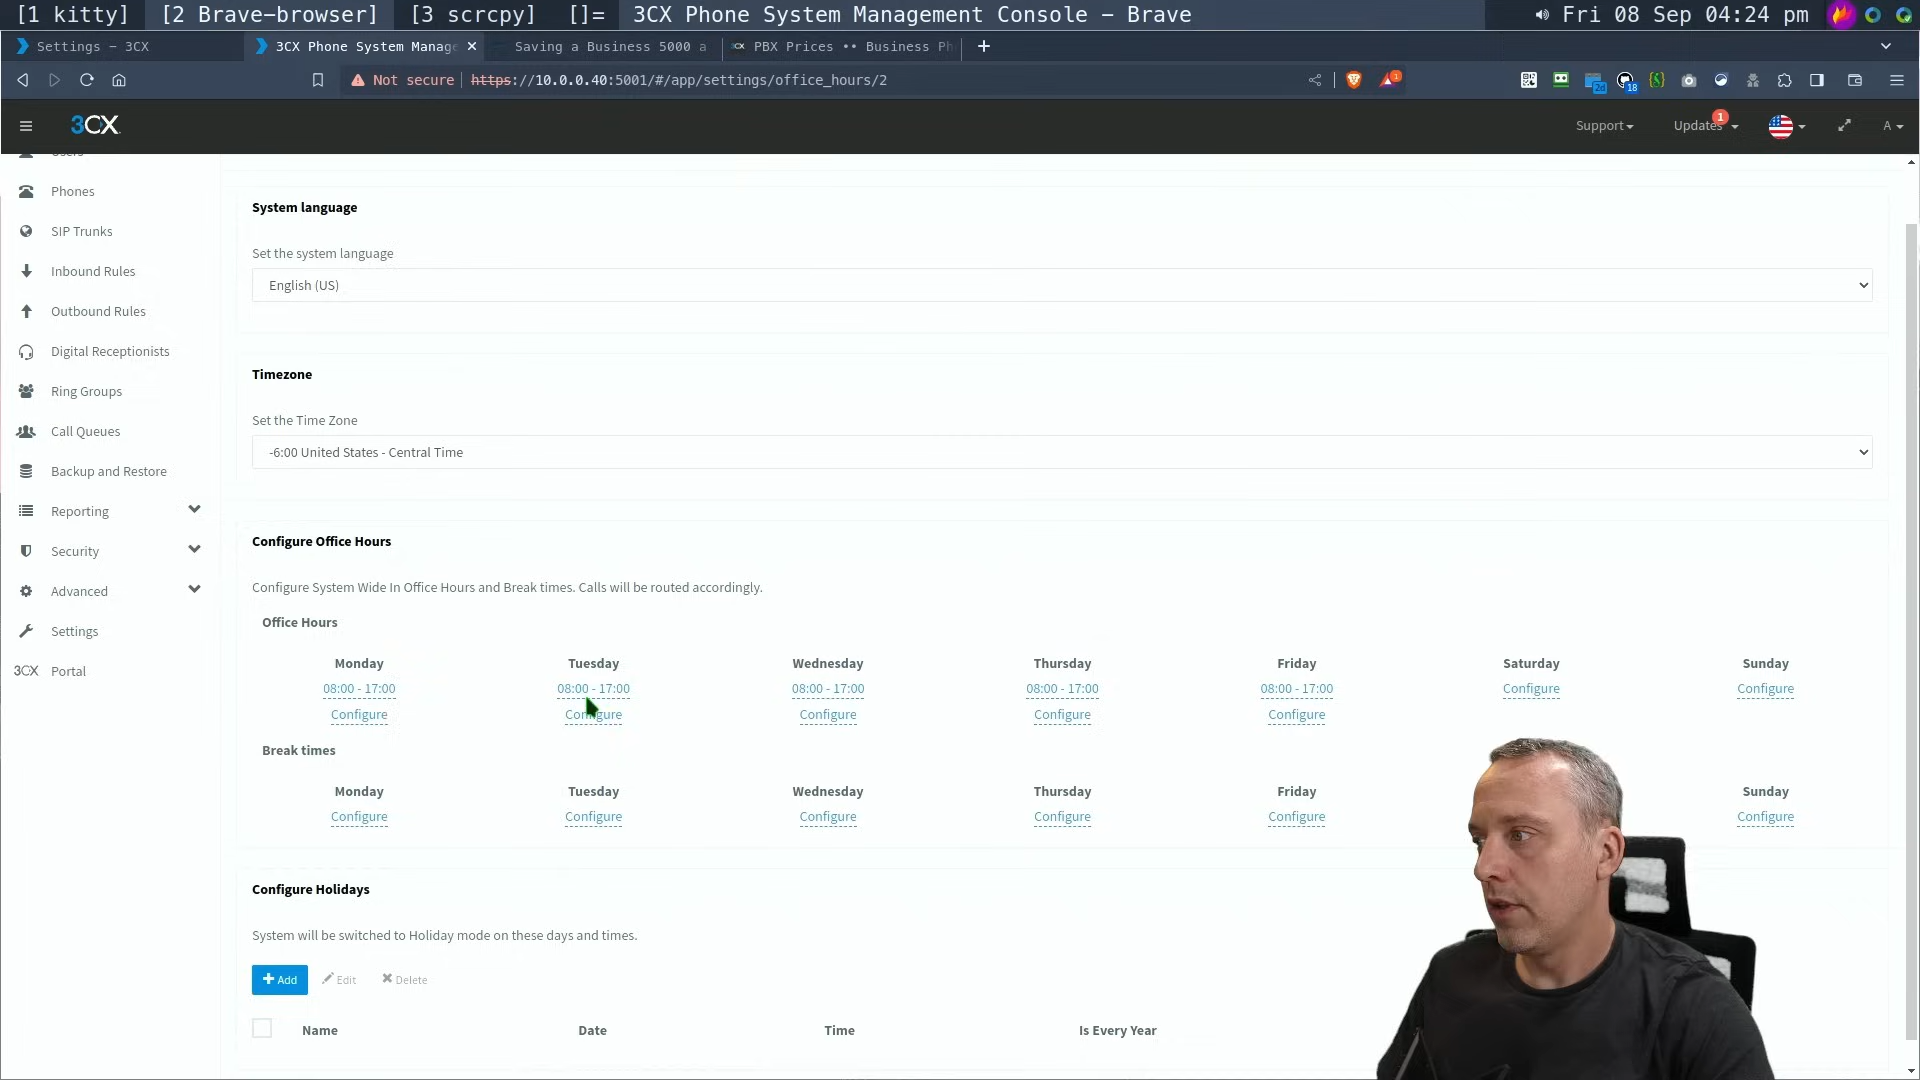 [1 kitty] [2 Brave-browser] [3 scrcpy] []= 3CX Phone System Management Console - Brave Fri 08 Sep 04:24 pm
Settings - 3CX 3CX Phone System Manag Saving a Business 5000 a PBX Prices •• Business Ph
Not secure https://10.0.0.40:5001/#/app/settings/office_hours/2 1 2d 18
3CX Support Updates 1 A
Users
Phones
SIP Trunks
Inbound Rules
Outbound Rules
Digital Receptionists
Ring Groups
Call Queues
Backup and Restore
Reporting
Security
Advanced
Settings
3CX Portal
System language
Set the system language
English (US)
Timezone
Set the Time Zone
-6:00 United States - Central Time
Configure Office Hours
Configure System Wide In Office Hours and Break times. Calls will be routed accordingly.
Office Hours
Monday Tuesday Wednesday Thursday Friday Saturday Sunday
08:00 - 17:00 08:00 - 17:00 08:00 - 17:00 08:00 - 17:00 08:00 - 17:00 Configure Configure
Configure Configure Configure Configure Configure
Break times
Monday Tuesday Wednesday Thursday Friday Sunday
Configure Configure Configure Configure Configure Configure
Configure Holidays
System will be switched to Holiday mode on these days and times.
Add Edit Delete
Name Date Time Is Every Year